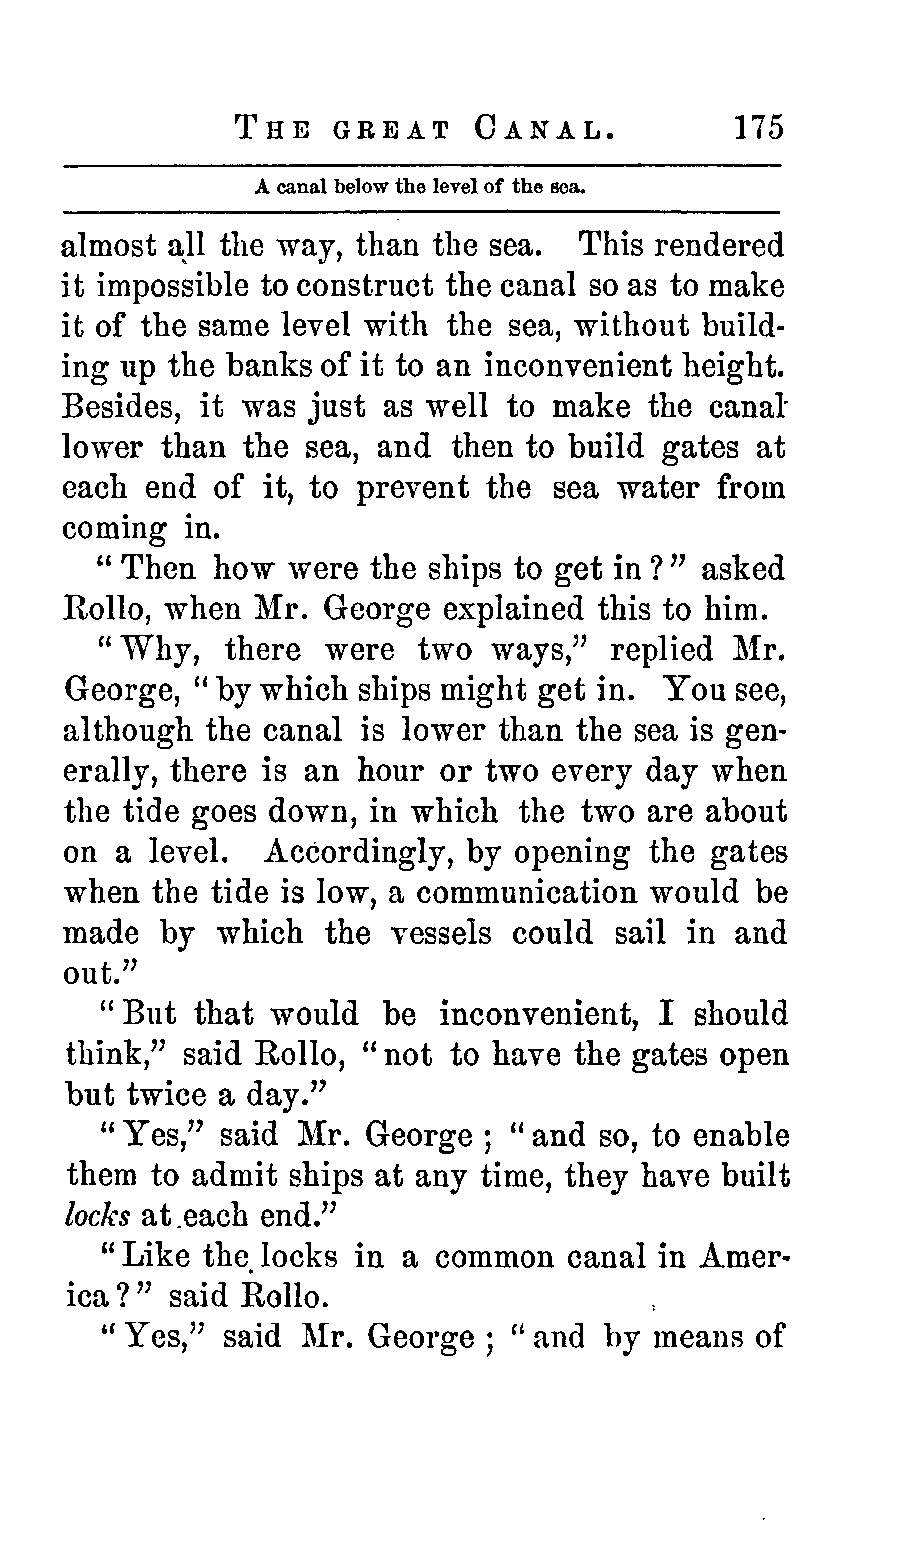 THE GREAT CANAL. 175
A canal below the level of the sea.
almost all the way, than the sea. This rendered
it impossible to construct the canal so as to make
it of the same level with the sea, without build-
ing up the banks of it to an inconvenient height.
Besides, it was just as well to make the canal
lower than the sea, and then to build gates at
each end of it, to prevent the sea water from
coming in.
“Then how were the ships to get in?” asked
Rollo, when Mr. George explained this to him.
“Why, there were two ways,” replied Mr.
George, “by which ships might get in. You see,
although the canal is lower than the sea is gen-
erally, there is an hour or two every day when
the tide goes down, in which the two are about
on a level. Accordingly, by opening the gates
when the tide is low, a communication would be
made by which the vessels could sail in and
out.”
“But that would be inconvenient, I should
think,” said Rollo, “not to have the gates open
but twice a day.”
“Yes,” said Mr. George; “and so, to enable
them to admit ships at any time, they have built
locks at each end.”
“Like the locks in a common canal in Amer-
ica?” said Rollo.
“Yes,” said Mr. George; “and by means of